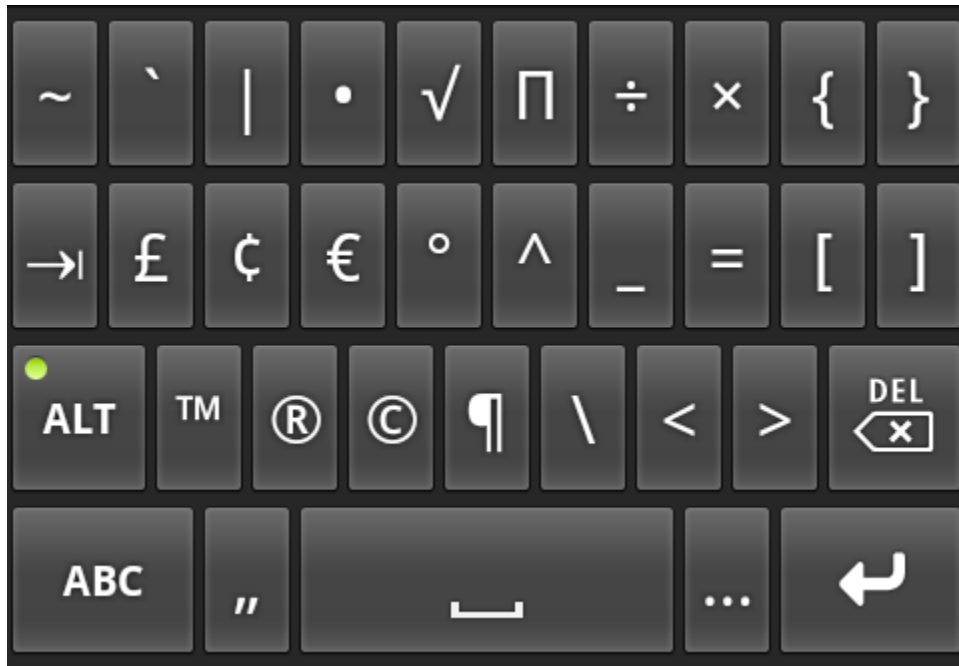 ~ ` | • √ Π ÷ × { }
→| £ ¢ € ° ^ _ = [ ]
ALT ™ ® © ¶ \ < > DEL
ABC „ ...